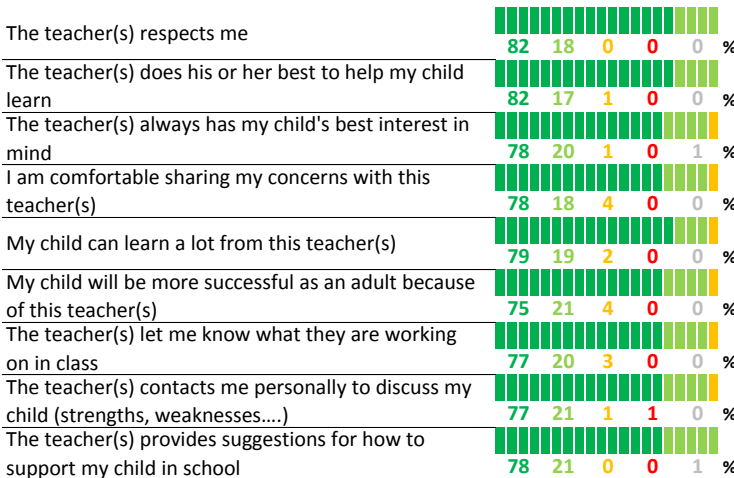 The teacher(s) respects me
82 18 0 0 0 %
The teacher(s) does his or her best to help my child
learn
82 17 1 0 0 %
The teacher(s) always has my child's best interest in
mind
78 20 1 0 1 %
I am comfortable sharing my concerns with this
teacher(s)
78 18 4 0 0 %
My child can learn a lot from this teacher(s)
79 19 2 0 0 %
My child will be more successful as an adult because
of this teacher(s)
75 21 4 0 0 %
The teacher(s) let me know what they are working
on in class
77 20 3 0 0 %
The teacher(s) contacts me personally to discuss my
child (strengths, weaknesses....)
77 21 1 1 0 %
The teacher(s) provides suggestions for how to
support my child in school
78 21 0 0 1 %